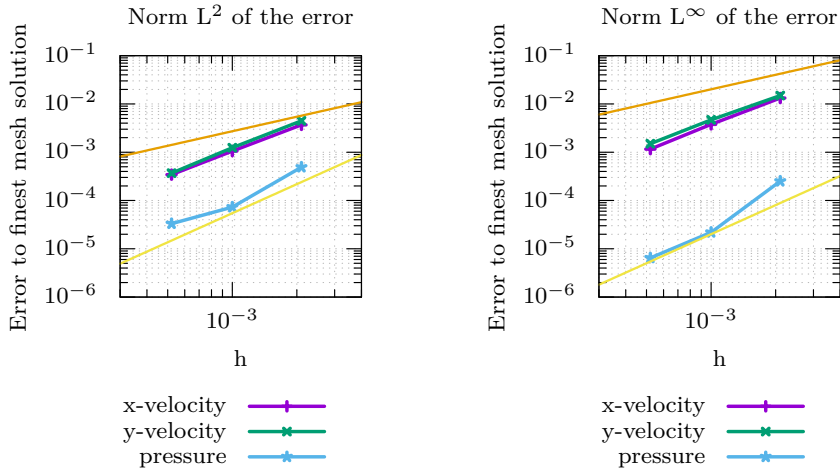 Norm L² of the error
Error to finest mesh solution
10⁻¹
10⁻²
10⁻³
10⁻⁴
10⁻⁵
10⁻⁶
10⁻³
h
x-velocity
y-velocity
pressure
Norm L∞ of the error
Error to finest mesh solution
10⁻¹
10⁻²
10⁻³
10⁻⁴
10⁻⁵
10⁻⁶
10⁻³
h
x-velocity
y-velocity
pressure